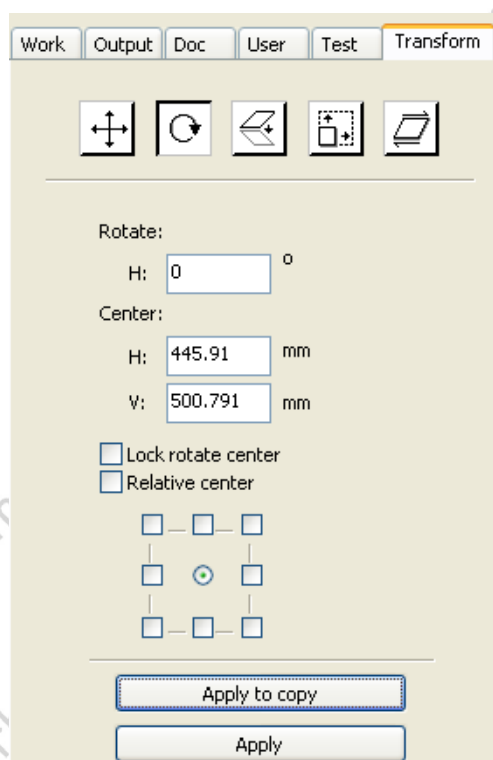 Work Output Doc User Test Transform
Rotate:
H: 0 °
Center:
H: 445.91 mm
V: 500.791 mm
Lock rotate center
Relative center
Apply to copy
Apply